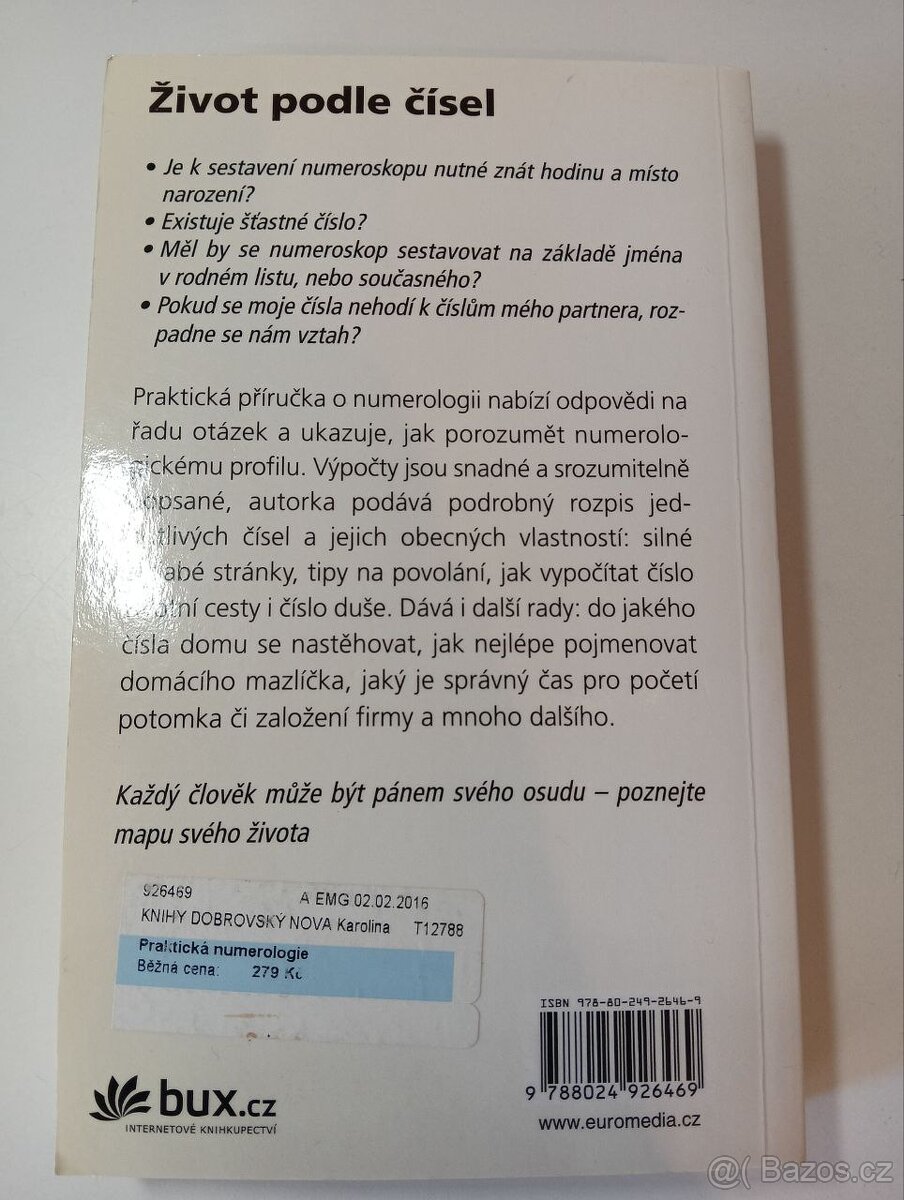 Život podle čísel
• Je k sestavení numeroskopu nutné znát hodinu a místo
narození?
• Existuje šťastné číslo?
• Měl by se numeroskop sestavovat na základě jména
v rodném listu, nebo současného?
• Pokud se moje čísla nehodí k číslům mého partnera, roz-
padne se nám vztah?
Praktická příručka o numerologii nabízí odpovědi na
řadu otázek a ukazuje, jak porozumět numerolo-
gickému profilu. Výpočty jsou snadné a srozumitelně
popsané, autorka podává podrobný rozpis jed-
notlivých čísel a jejich obecných vlastností: silné
slabé stránky, tipy na povolání, jak vypočítat číslo
životní cesty i číslo duše. Dává i další rady: do jakého
čísla domu se nastěhovat, jak nejlépe pojmenovat
domácího mazlíčka, jaký je správný čas pro početí
potomka či založení firmy a mnoho dalšího.
Každý člověk může být pánem svého osudu – poznejte
mapu svého života
926469
A EMG 02.02.2016
KNIHY DOBROVSKÝ NOVA Karolina T12788
Praktická numerologie
Běžná cena: 279 Kč
ISBN 978-80-249-2646-9
9 788024 926469
www.euromedia.cz
bux.cz
INTERNETOVÉ KNIHKUPECTVÍ
@( Bazos.cz